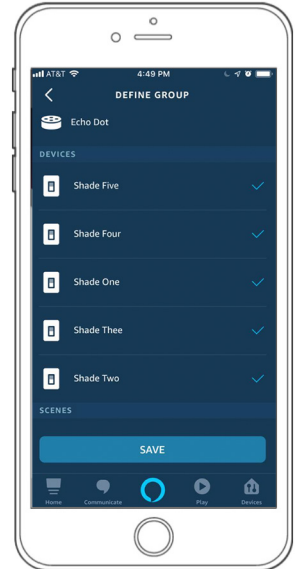 AT&T 4:49 PM
DEFINE GROUP
Echo Dot
DEVICES
Shade Five
Shade Four
Shade One
Shade Thee
Shade Two
SCENES
SAVE
Home Communicate Play Devices